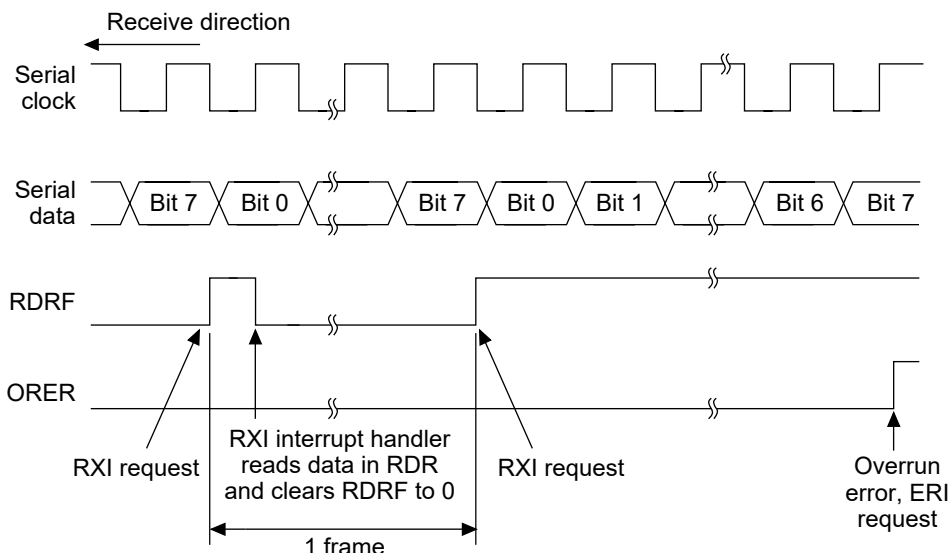 Receive direction
Serial
clock
Serial
data
Bit 7
Bit 0
Bit 7
Bit 0
Bit 1
Bit 6
Bit 7
RDRF
ORER
RXI request
RXI interrupt handler
reads data in RDR
and clears RDRF to 0
RXI request
Overrun
error, ERI
request
1 frame